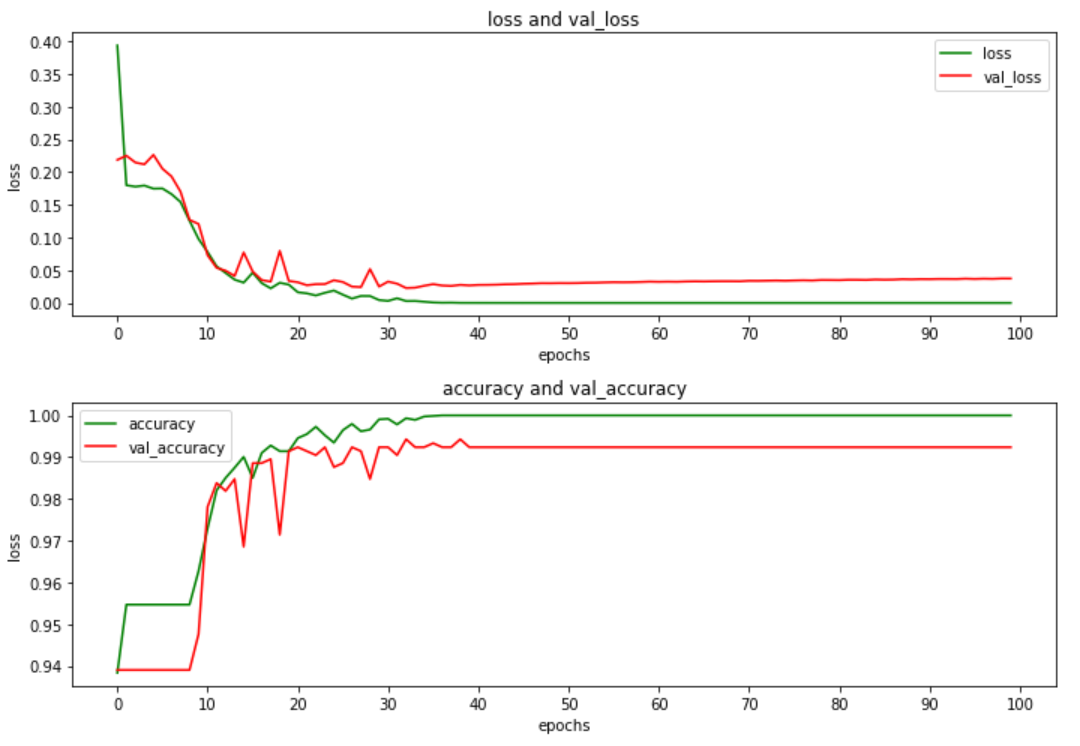 loss and val_loss
0.40
0.35
0.30
0.25
0.20
0.15
0.10
0.05
0.00
loss
loss
val_loss
0 10 20 30 40 50 60 70 80 90 100
epochs
accuracy and val_accuracy
1.00
0.99
0.98
0.97
0.96
0.95
0.94
loss
accuracy
val_accuracy
0 10 20 30 40 50 60 70 80 90 100
epochs